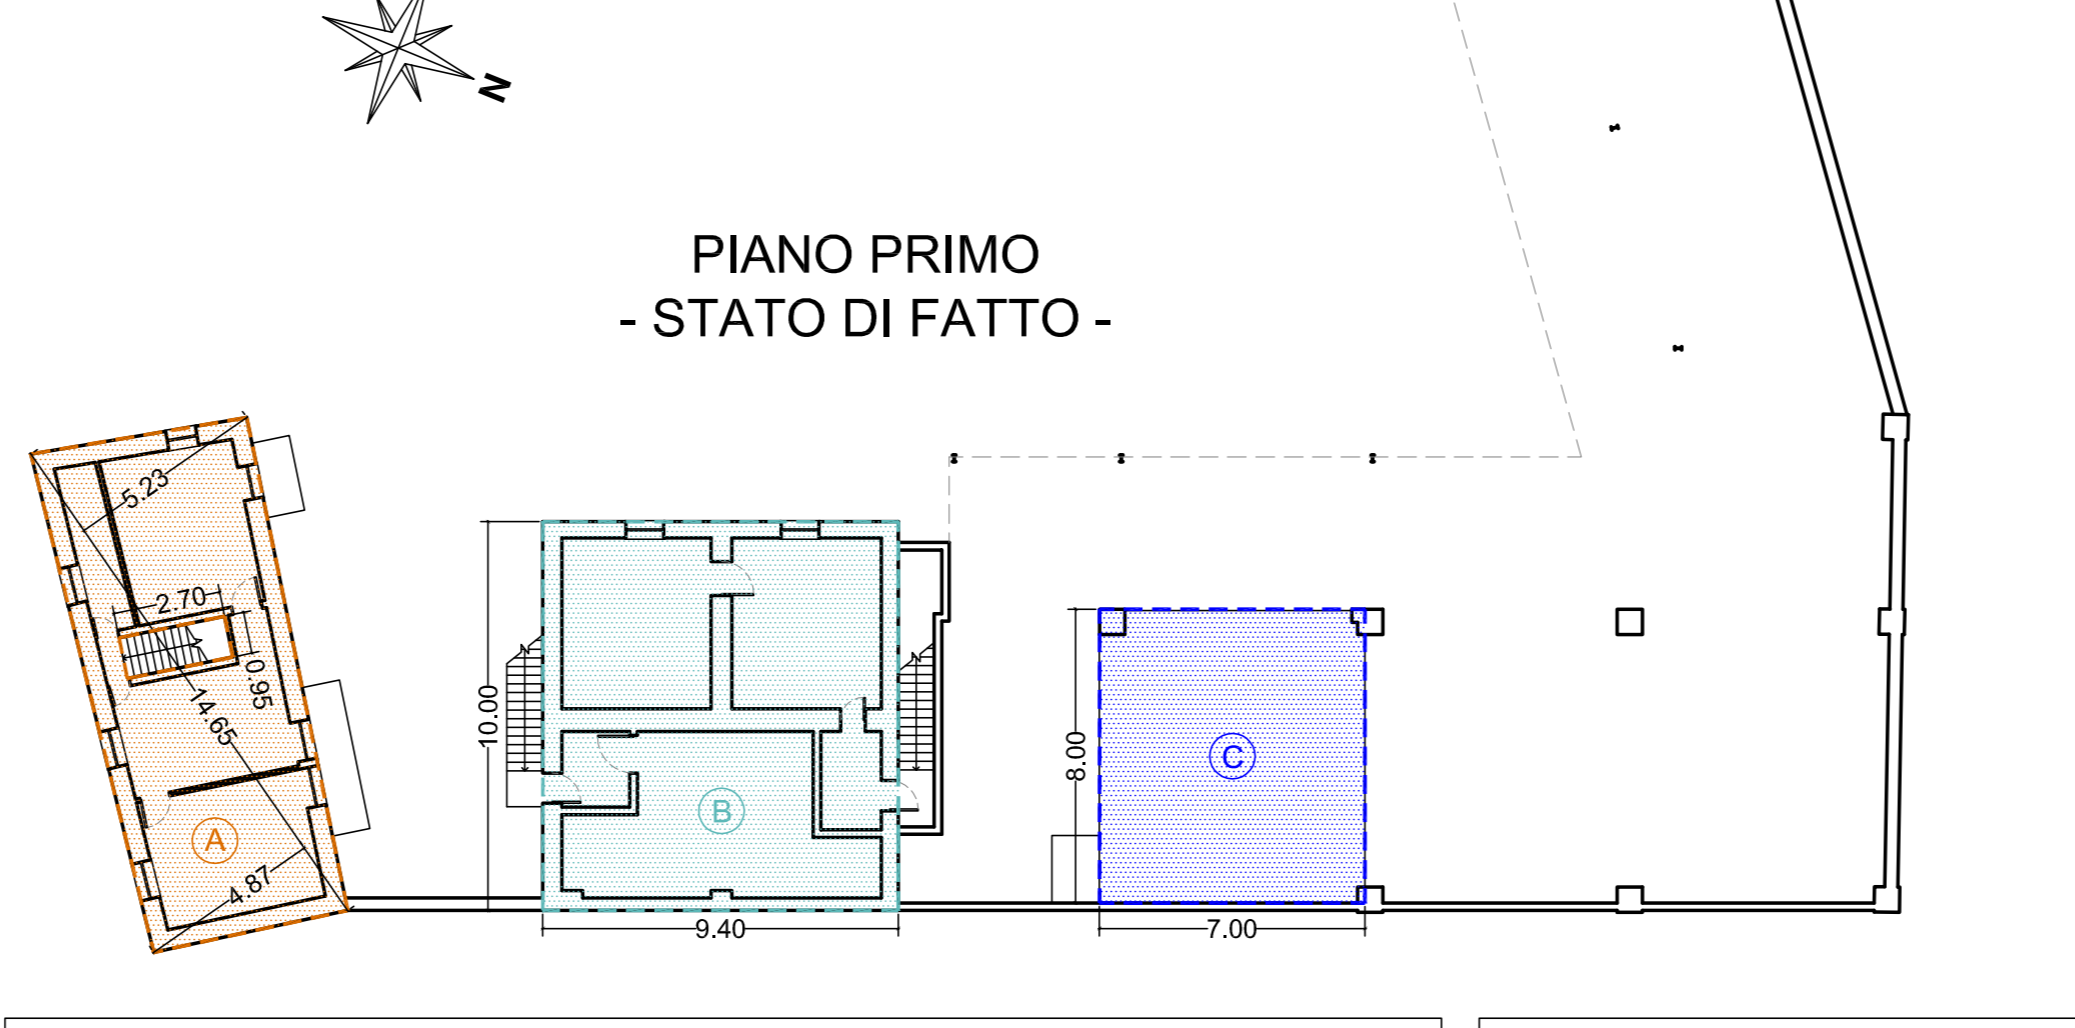 N
PIANO PRIMO
- STATO DI FATTO -
5.23
2.70
0.95
14.65
4.87
A
10.00
B
9.40
8.00
C
7.00